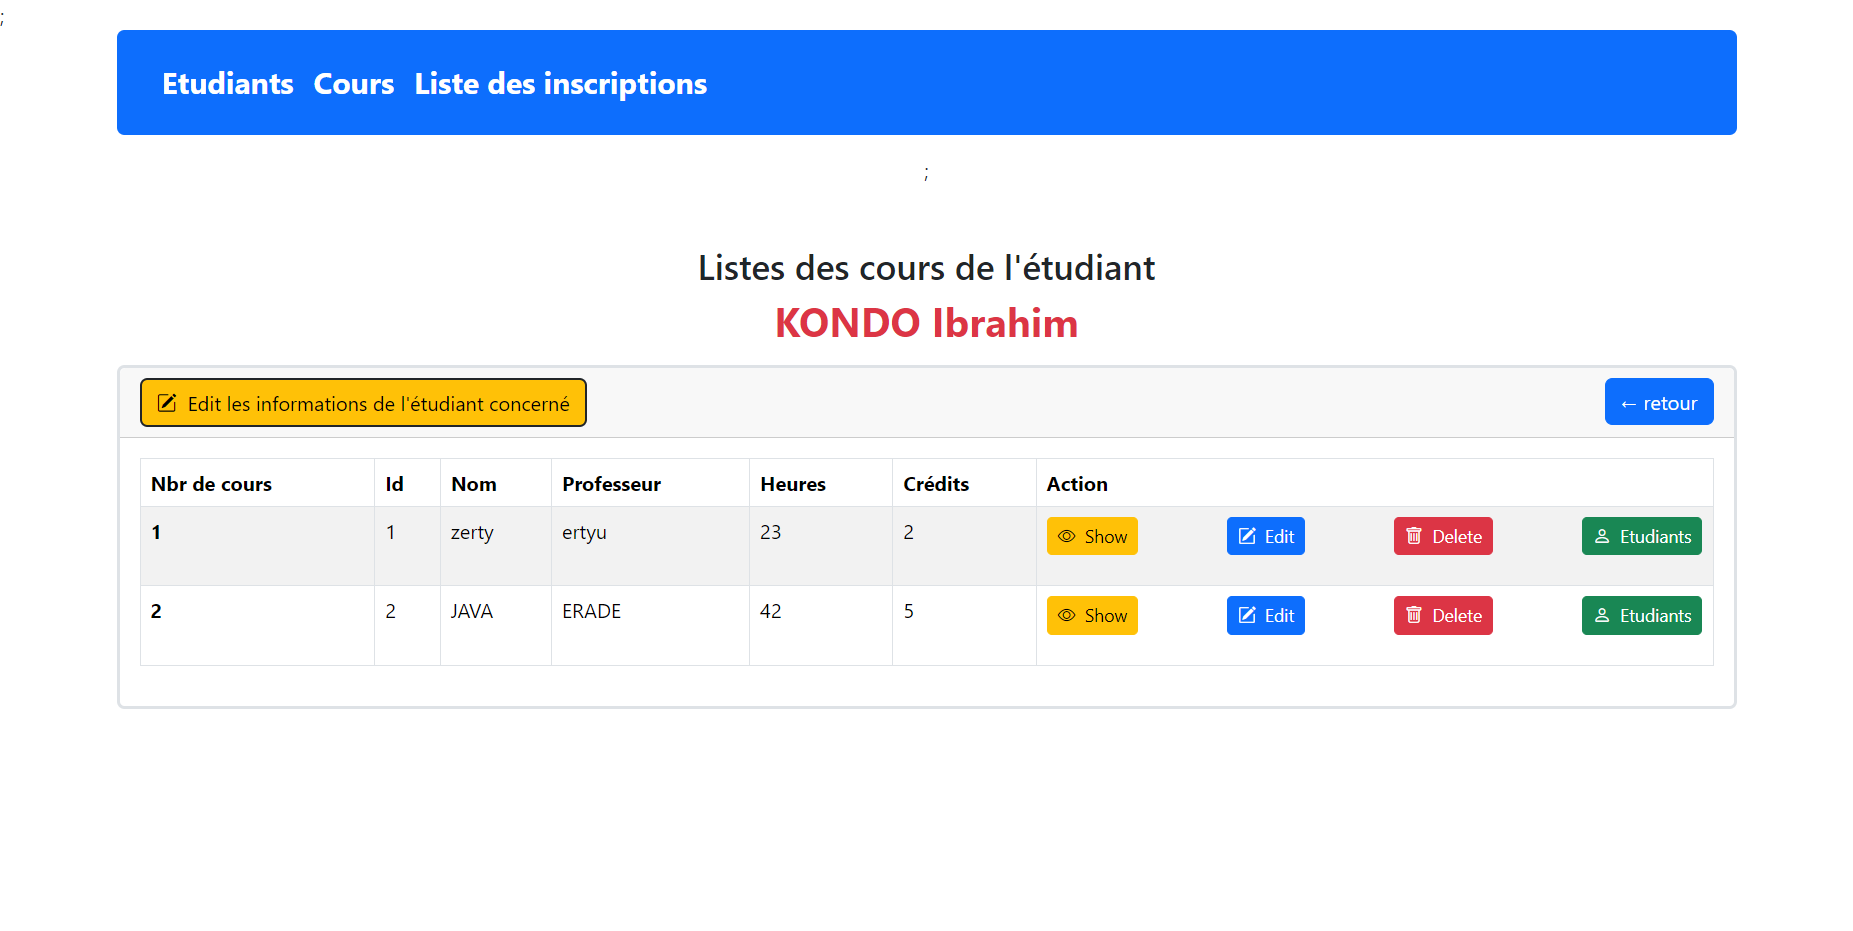 ;
Etudiants Cours Liste des inscriptions
;
Listes des cours de l'étudiant
KONDO Ibrahim
Edit les informations de l'étudiant concerné ← retour
Nbr de cours Id Nom Professeur Heures Crédits Action
1 1 zerty ertyu 23 2 Show Edit Delete Etudiants
2 2 JAVA ERADE 42 5 Show Edit Delete Etudiants